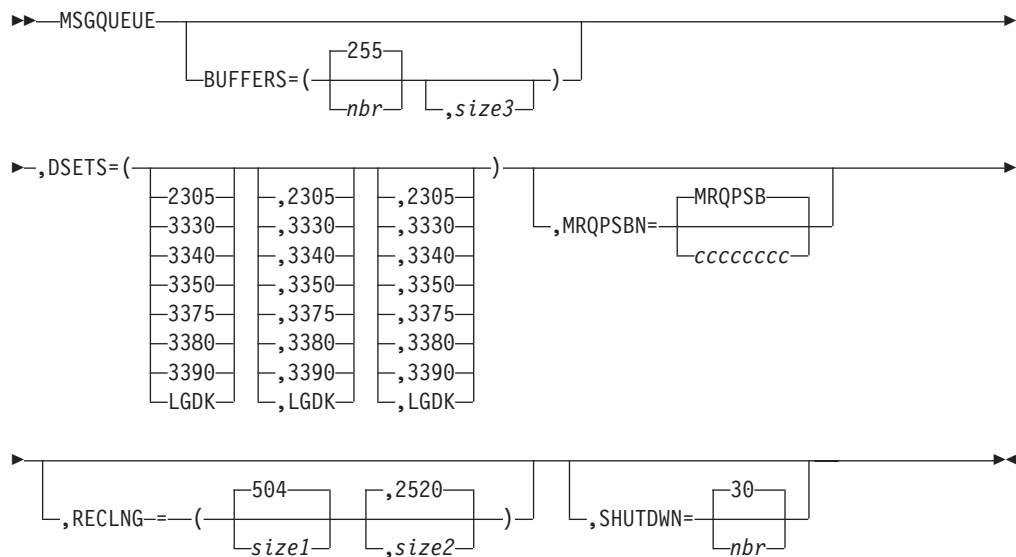 MSGQUEUE
255
BUFFERS=( )
nbr ,size3
,DSETS=( )
2305 ,2305 ,2305 MRQPSB
3330 ,3330 ,3330 ,MRQPSBN=
3340 ,3340 ,3340 cccccccc
3350 ,3350 ,3350
3375 ,3375 ,3375
3380 ,3380 ,3380
3390 ,3390 ,3390
LGDK ,LGDK ,LGDK
504 ,2520 30
,RECLNG = ( ) ,SHUTDWN=
size1 ,size2 nbr